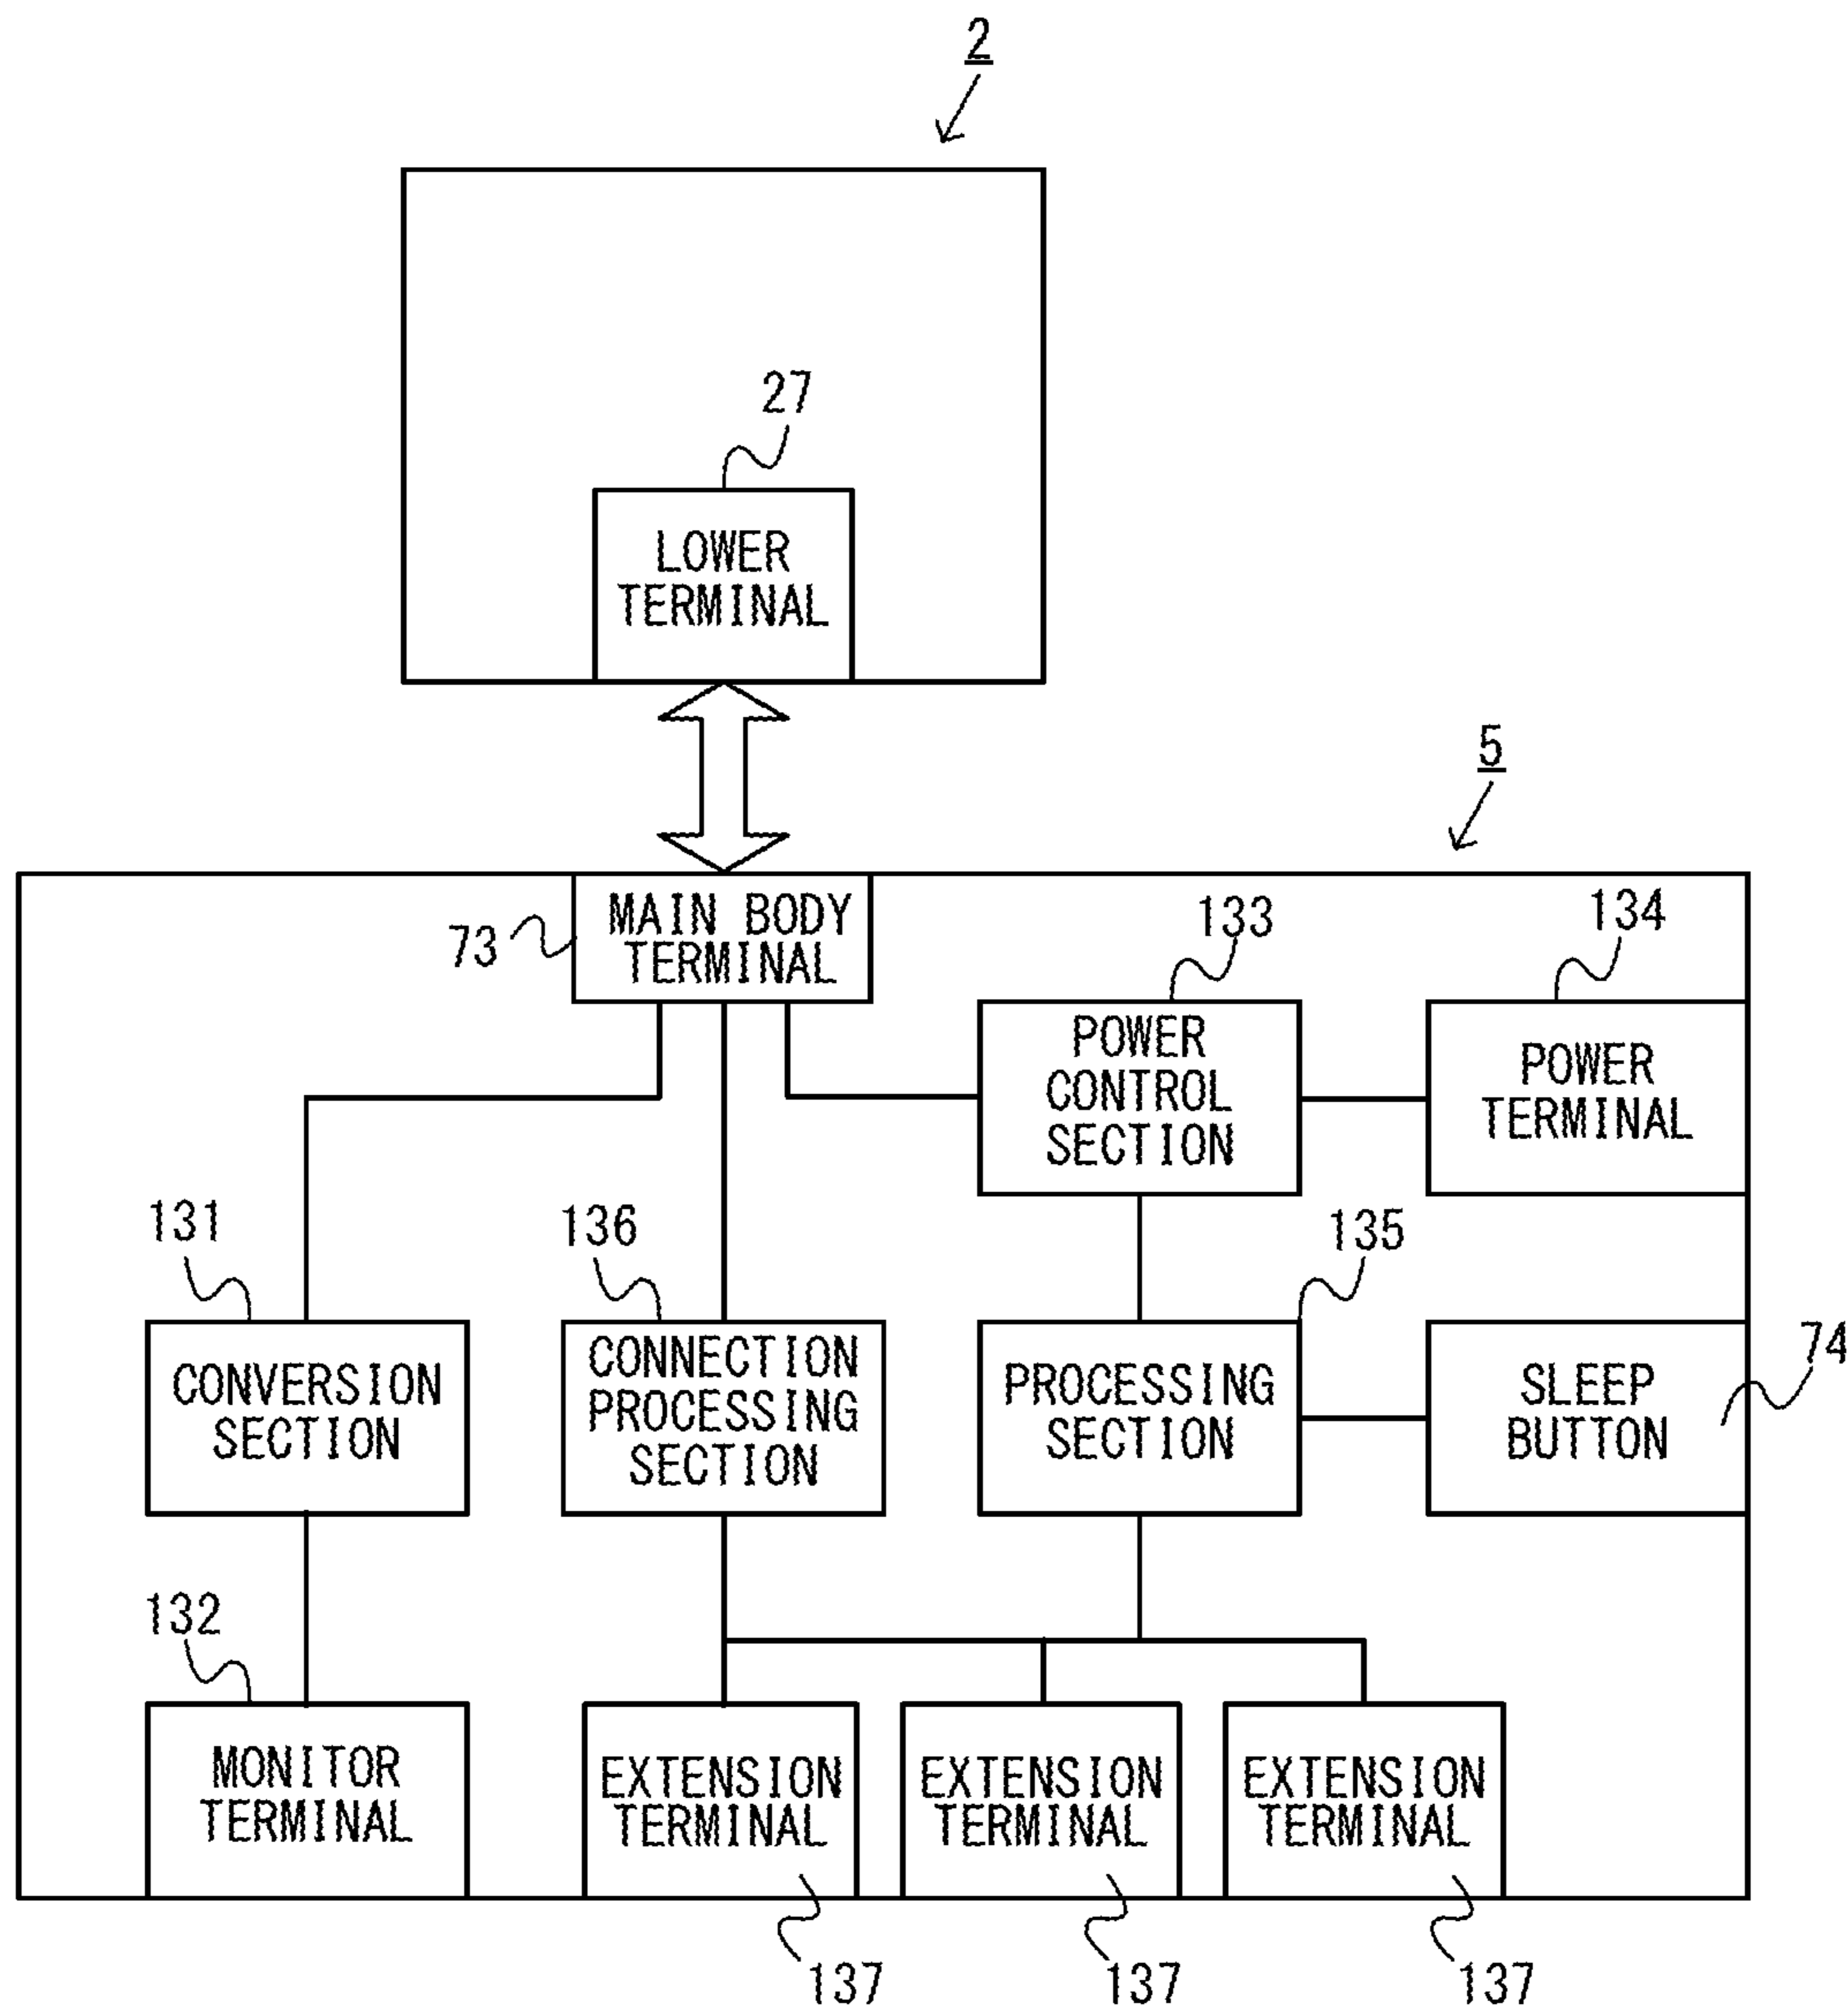 2
27
LOWER
TERMINAL
5
73
MAIN BODY
TERMINAL
133
134
POWER
CONTROL
SECTION
POWER
TERMINAL
131
136
135
74
CONVERSION
SECTION
CONNECTION
PROCESSING
SECTION
PROCESSING
SECTION
SLEEP
BUTTON
132
MONITOR
TERMINAL
EXTENSION
TERMINAL
EXTENSION
TERMINAL
EXTENSION
TERMINAL
137
137
137